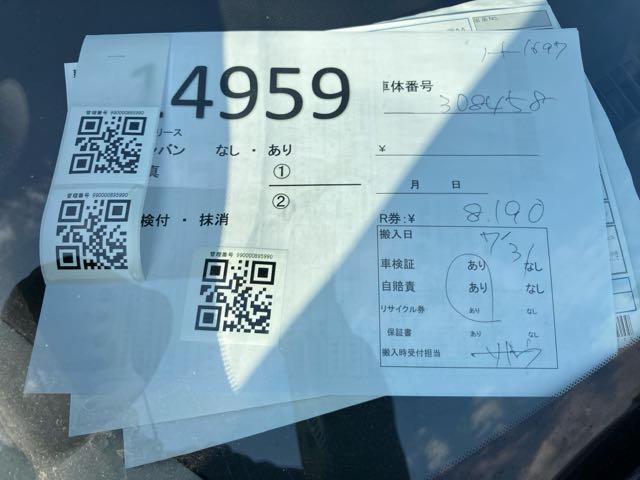 4959
車体番号
308458
管理番号 990000895990
リース
バン なし・あり
¥
真 ①
②
月 日
管理番号 990000895990
検付・抹消
R券:¥ 8.190
搬入日 7/31
管理番号 990000895990
車検証 あり なし
自賠責 あり なし
リサイクル券 あり なし
保証書 あり なし
搬入時受付担当